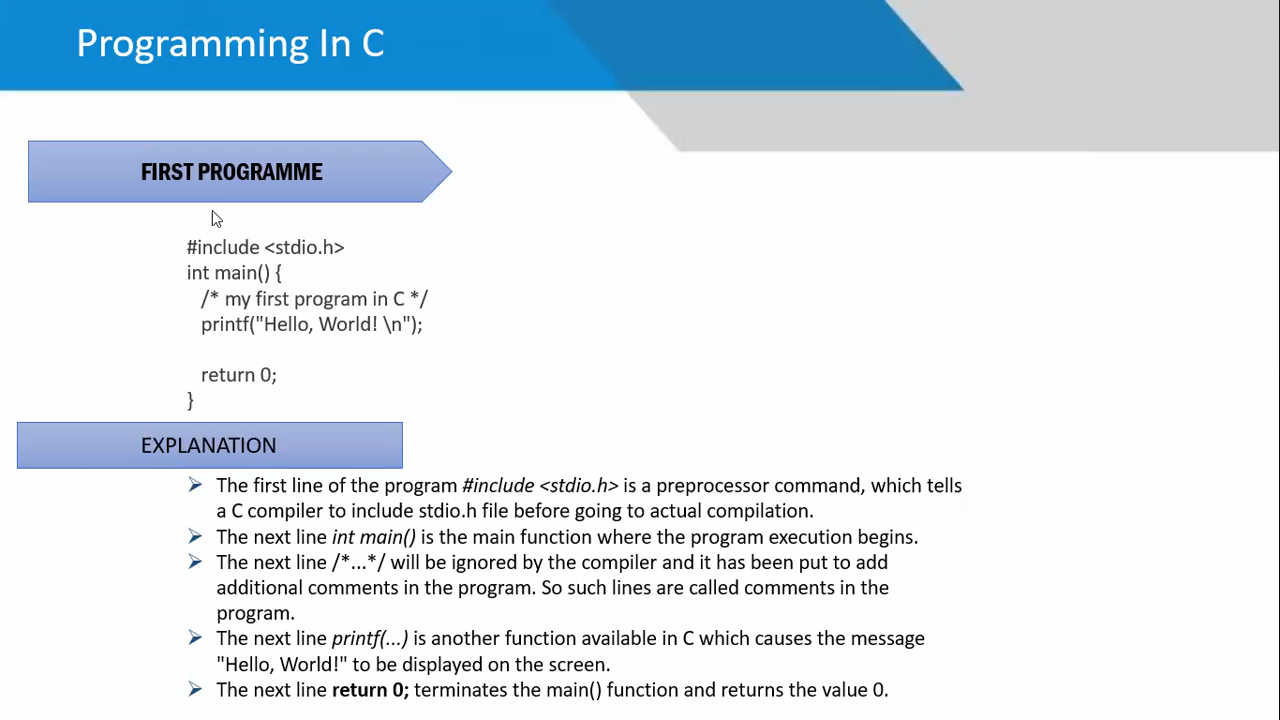 Programming In C
FIRST PROGRAMME
#include <stdio.h>
int main() {
/* my first program in C */
printf("Hello, World! \n");
return 0;
}
EXPLANATION
The first line of the program #include <stdio.h> is a preprocessor command, which tells
a C compiler to include stdio.h file before going to actual compilation.
The next line int main() is the main function where the program execution begins.
The next line /*...*/ will be ignored by the compiler and it has been put to add
additional comments in the program. So such lines are called comments in the
program.
The next line printf(...) is another function available in C which causes the message
"Hello, World!" to be displayed on the screen.
The next line return 0; terminates the main() function and returns the value 0.